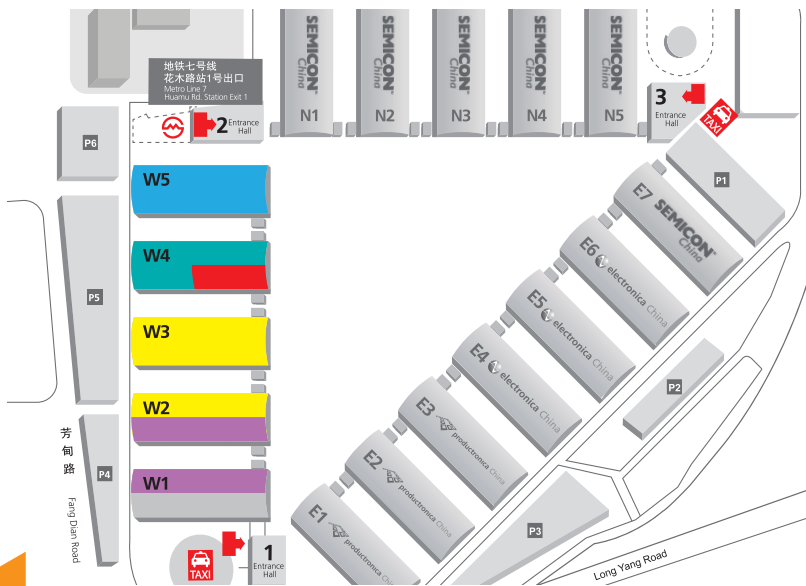 地铁七号线
花木路站1号出口
Metro Line 7
Huamu Rd. Station Exit 1
2 Entrance
Hall
SEMICON
China
N1
SEMICON
China
N2
SEMICON
China
N3
SEMICON
China
N4
SEMICON
China
N5
3
Entrance
Hall
TAXI
P6
P1
W5
W4
W3
W2
W1
P5
P4
芳甸路
Fang Dian Road
E7 SEMICON
China
E6 electronica China
E5 electronica China
E4 electronica China
E3 productronica China
E2 productronica China
E1 productronica China
P2
P3
TAXI
1
Entrance
Hall
Long Yang Road